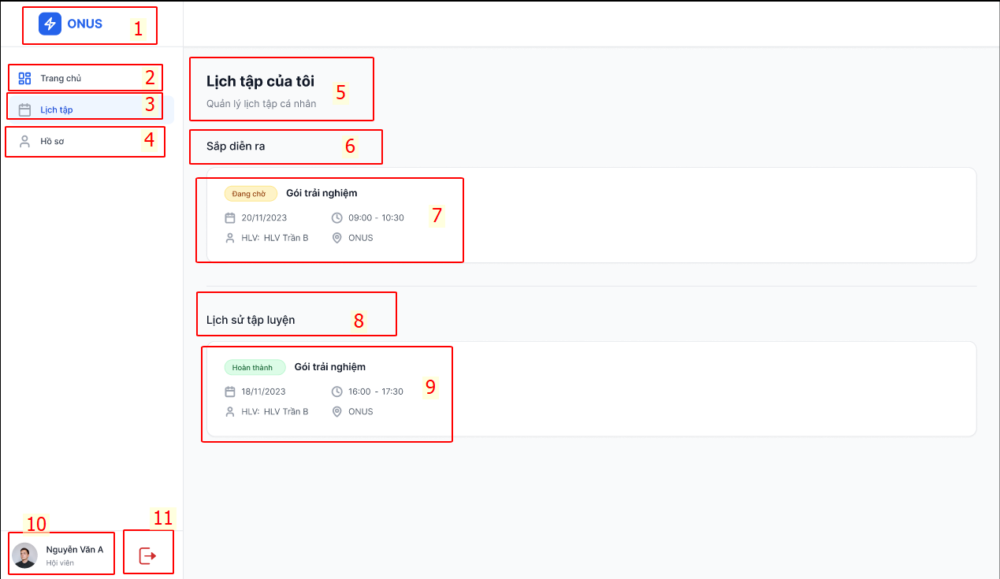 ONUS 1
Trang chủ 2
Lịch tập 3
Hồ sơ 4
Lịch tập của tôi 5
Quản lý lịch tập cá nhân
Sắp diễn ra 6
Đang chờ Gói trải nghiệm
20/11/2023 09:00 - 10:30 7
HLV: HLV Trần B ONUS
Lịch sử tập luyện 8
Hoàn thành Gói trải nghiệm
18/11/2023 16:00 - 17:30 9
HLV: HLV Trần B ONUS
10 11
Nguyễn Văn A
Hội viên